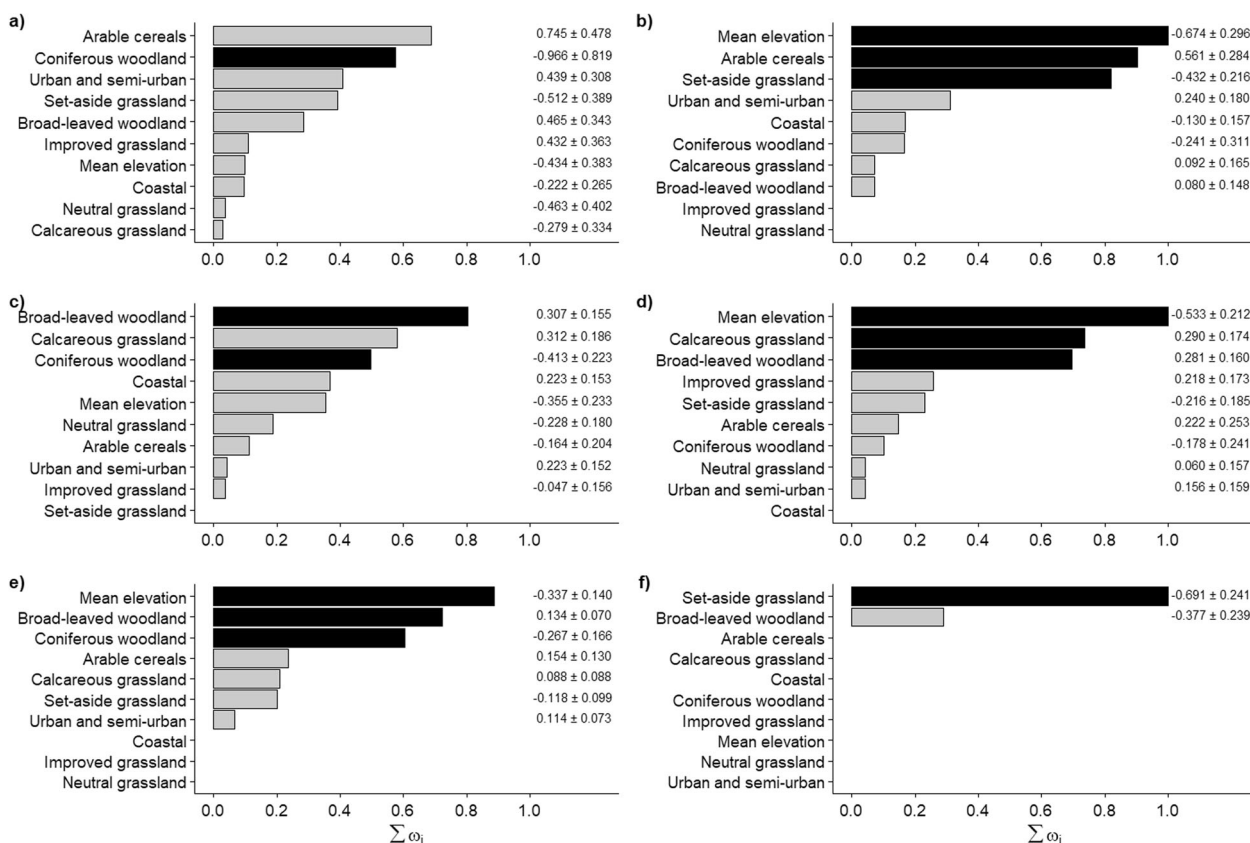 a)
Arable cereals 0.745 ± 0.478
Coniferous woodland -0.966 ± 0.819
Urban and semi-urban 0.439 ± 0.308
Set-aside grassland -0.512 ± 0.389
Broad-leaved woodland 0.465 ± 0.343
Improved grassland 0.432 ± 0.363
Mean elevation -0.434 ± 0.383
Coastal -0.222 ± 0.265
Neutral grassland -0.463 ± 0.402
Calcareous grassland -0.279 ± 0.334
0.0 0.2 0.4 0.6 0.8 1.0
b)
Mean elevation -0.674 ± 0.296
Arable cereals 0.561 ± 0.284
Set-aside grassland -0.432 ± 0.216
Urban and semi-urban 0.240 ± 0.180
Coastal -0.130 ± 0.157
Coniferous woodland -0.241 ± 0.311
Calcareous grassland 0.092 ± 0.165
Broad-leaved woodland 0.080 ± 0.148
Improved grassland
Neutral grassland
0.0 0.2 0.4 0.6 0.8 1.0
c)
Broad-leaved woodland 0.307 ± 0.155
Calcareous grassland 0.312 ± 0.186
Coniferous woodland -0.413 ± 0.223
Coastal 0.223 ± 0.153
Mean elevation -0.355 ± 0.233
Neutral grassland -0.228 ± 0.180
Arable cereals -0.164 ± 0.204
Urban and semi-urban 0.223 ± 0.152
Improved grassland -0.047 ± 0.156
Set-aside grassland
0.0 0.2 0.4 0.6 0.8 1.0
d)
Mean elevation -0.533 ± 0.212
Calcareous grassland 0.290 ± 0.174
Broad-leaved woodland 0.281 ± 0.160
Improved grassland 0.218 ± 0.173
Set-aside grassland -0.216 ± 0.185
Arable cereals 0.222 ± 0.253
Coniferous woodland -0.178 ± 0.241
Neutral grassland 0.060 ± 0.157
Urban and semi-urban 0.156 ± 0.159
Coastal
0.0 0.2 0.4 0.6 0.8 1.0
e)
Mean elevation -0.337 ± 0.140
Broad-leaved woodland 0.134 ± 0.070
Coniferous woodland -0.267 ± 0.166
Arable cereals 0.154 ± 0.130
Calcareous grassland 0.088 ± 0.088
Set-aside grassland -0.118 ± 0.099
Urban and semi-urban 0.114 ± 0.073
Coastal
Improved grassland
Neutral grassland
0.0 0.2 0.4 0.6 0.8 1.0
∑ ωi
f)
Set-aside grassland -0.691 ± 0.241
Broad-leaved woodland -0.377 ± 0.239
Arable cereals
Calcareous grassland
Coastal
Coniferous woodland
Improved grassland
Mean elevation
Neutral grassland
Urban and semi-urban
0.0 0.2 0.4 0.6 0.8 1.0
∑ ωi